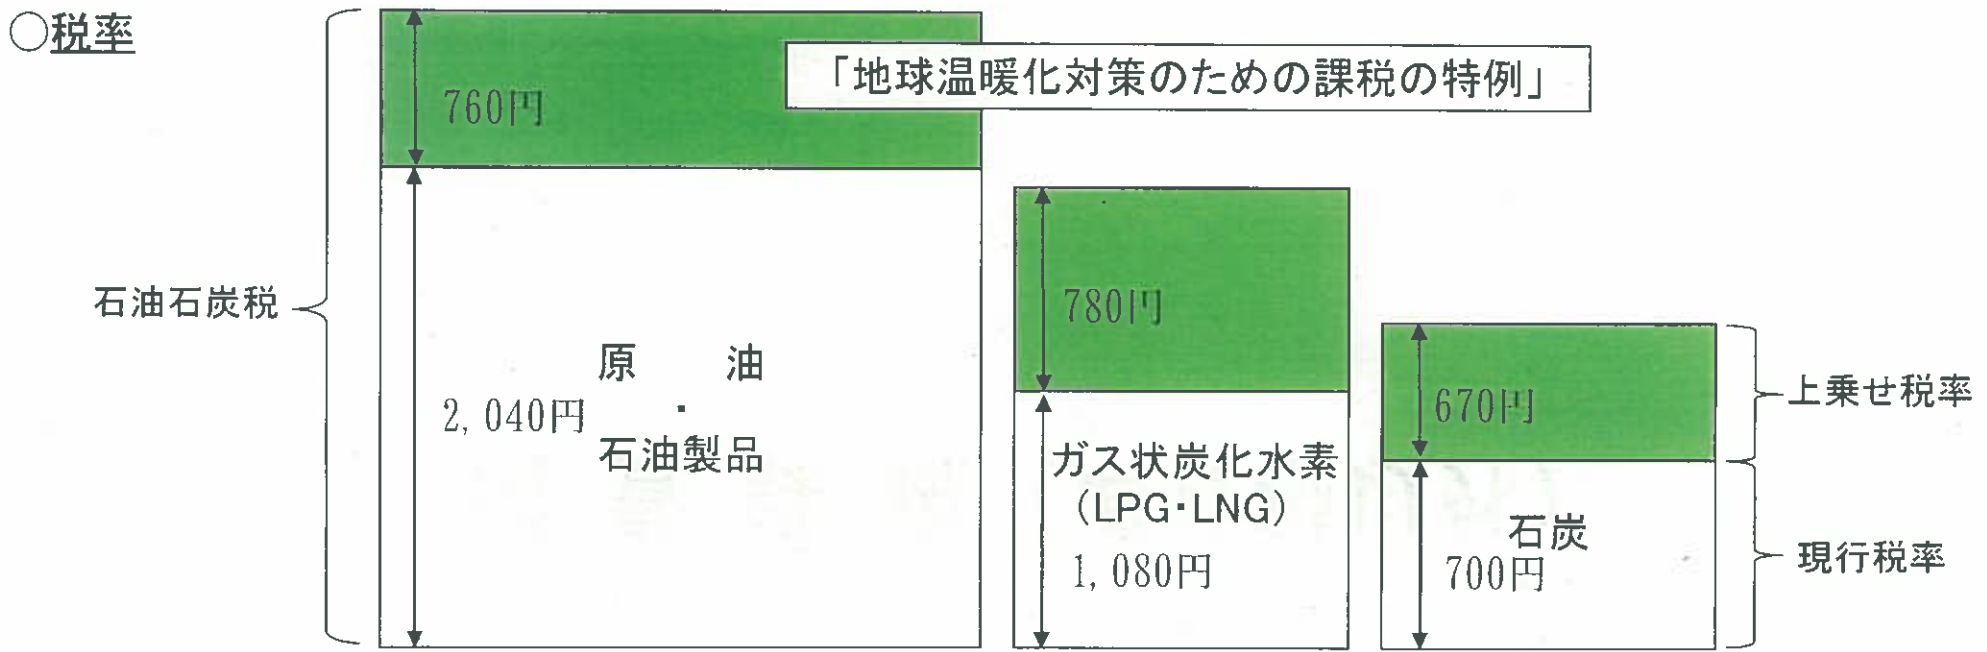 ○税率
「地球温暖化対策のための課税の特例」
760円
石油石炭税
原 油
・
石油製品
2,040円
780円
ガス状炭化水素
(LPG・LNG)
1,080円
670円
石炭
700円
上乗せ税率
現行税率